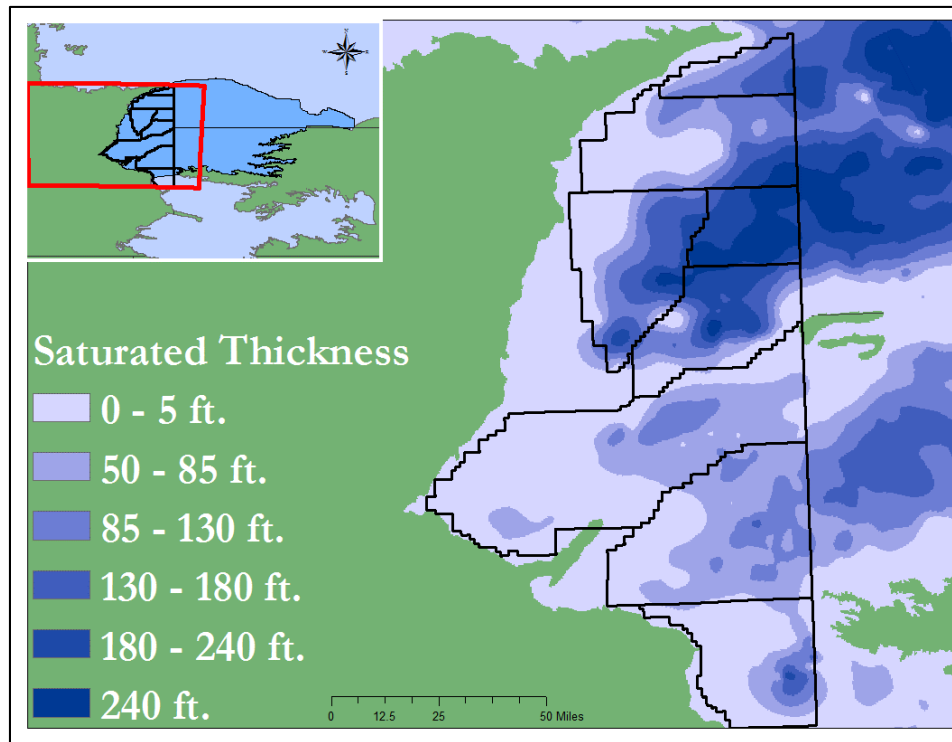 Saturated Thickness
0 - 5 ft.
50 - 85 ft.
85 - 130 ft.
130 - 180 ft.
180 - 240 ft.
240 ft.
0 12.5 25 50 Miles